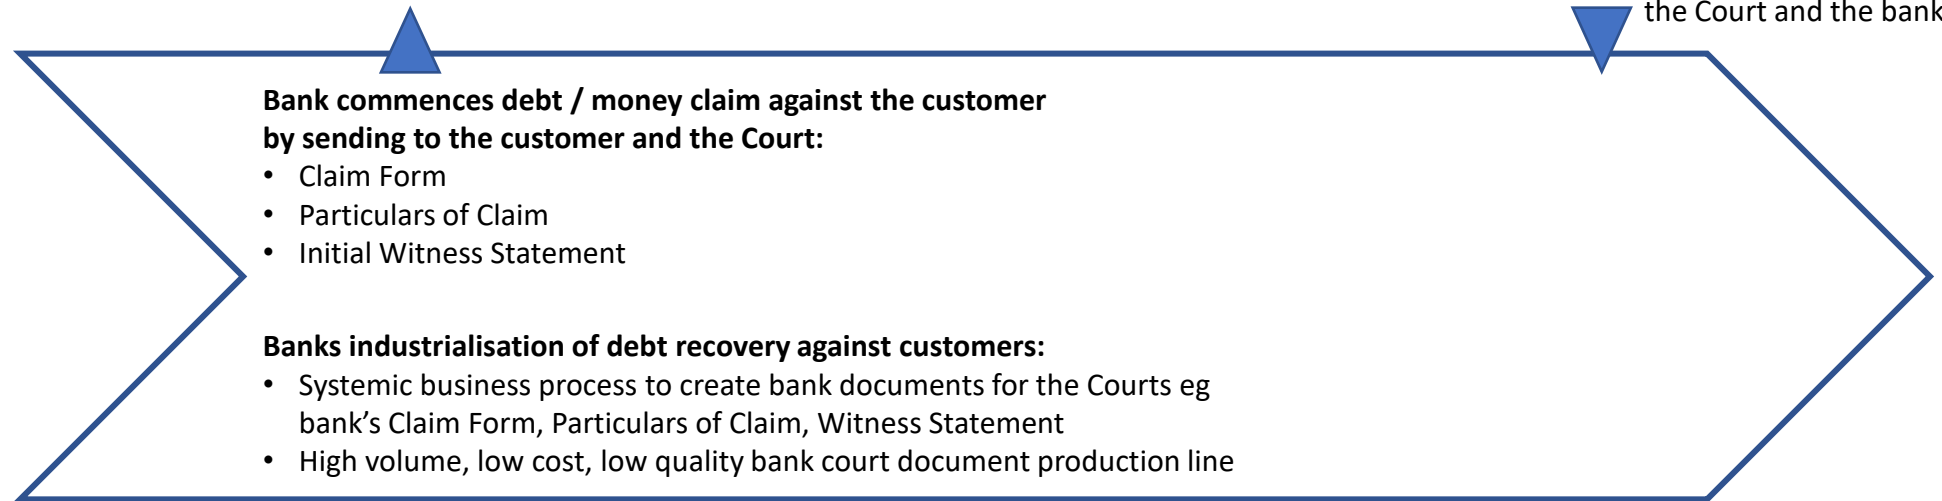 the Court and the bank
Bank commences debt / money claim against the customer
by sending to the customer and the Court:
• Claim Form
• Particulars of Claim
• Initial Witness Statement
Banks industrialisation of debt recovery against customers:
• Systemic business process to create bank documents for the Courts eg
bank’s Claim Form, Particulars of Claim, Witness Statement
• High volume, low cost, low quality bank court document production line